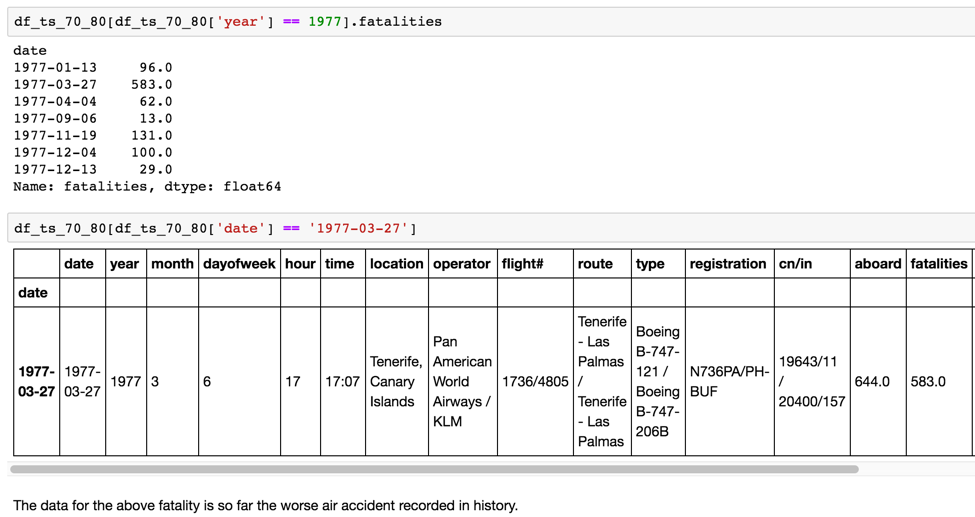 df_ts_70_80[df_ts_70_80['year'] == 1977].fatalities
date
1977-01-13     96.0
1977-03-27    583.0
1977-04-04     62.0
1977-09-06     13.0
1977-11-19    131.0
1977-12-04    100.0
1977-12-13     29.0
Name: fatalities, dtype: float64
df_ts_70_80[df_ts_70_80['date'] == '1977-03-27']
date year month dayofweek hour time location operator flight# route type registration cn/in aboard fatalities
date
1977-
03-27
1977-
03-27
1977
3
6
17
17:07
Tenerife,
Canary
Islands
Pan
American
World
Airways /
KLM
1736/4805
Tenerife
- Las
Palmas
/
Tenerife
- Las
Palmas
Boeing
B-747-
121 /
Boeing
B-747-
206B
N736PA/PH-
BUF
19643/11
/
20400/157
644.0
583.0
The data for the above fatality is so far the worse air accident recorded in history.